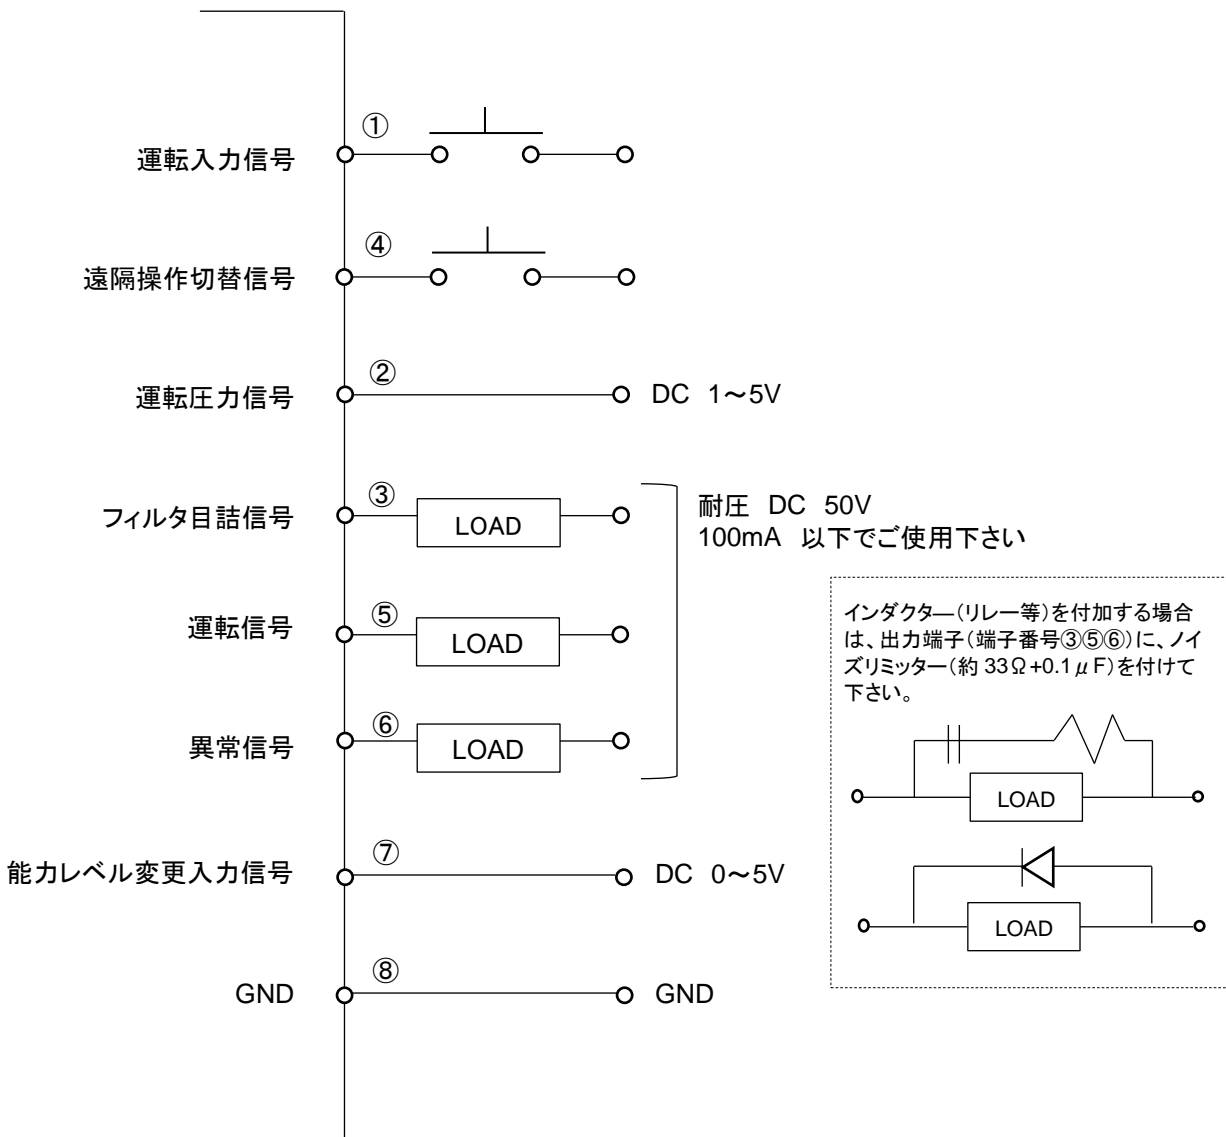 ①
運転入力信号
④
遠隔操作切替信号
②
運転圧力信号
DC 1～5V
③
フィルタ目詰信号
LOAD
耐圧 DC 50V
100mA 以下でご使用下さい
⑤
運転信号
LOAD
⑥
異常信号
LOAD
⑦
能力レベル変更入力信号
DC 0～5V
⑧
GND
GND
インダクタ―(リレー等)を付加する場合
は、出力端子(端子番号③⑤⑥)に、ノイ
ズリミッター(約 33Ω+0.1μF)を付けて
下さい。
LOAD
LOAD